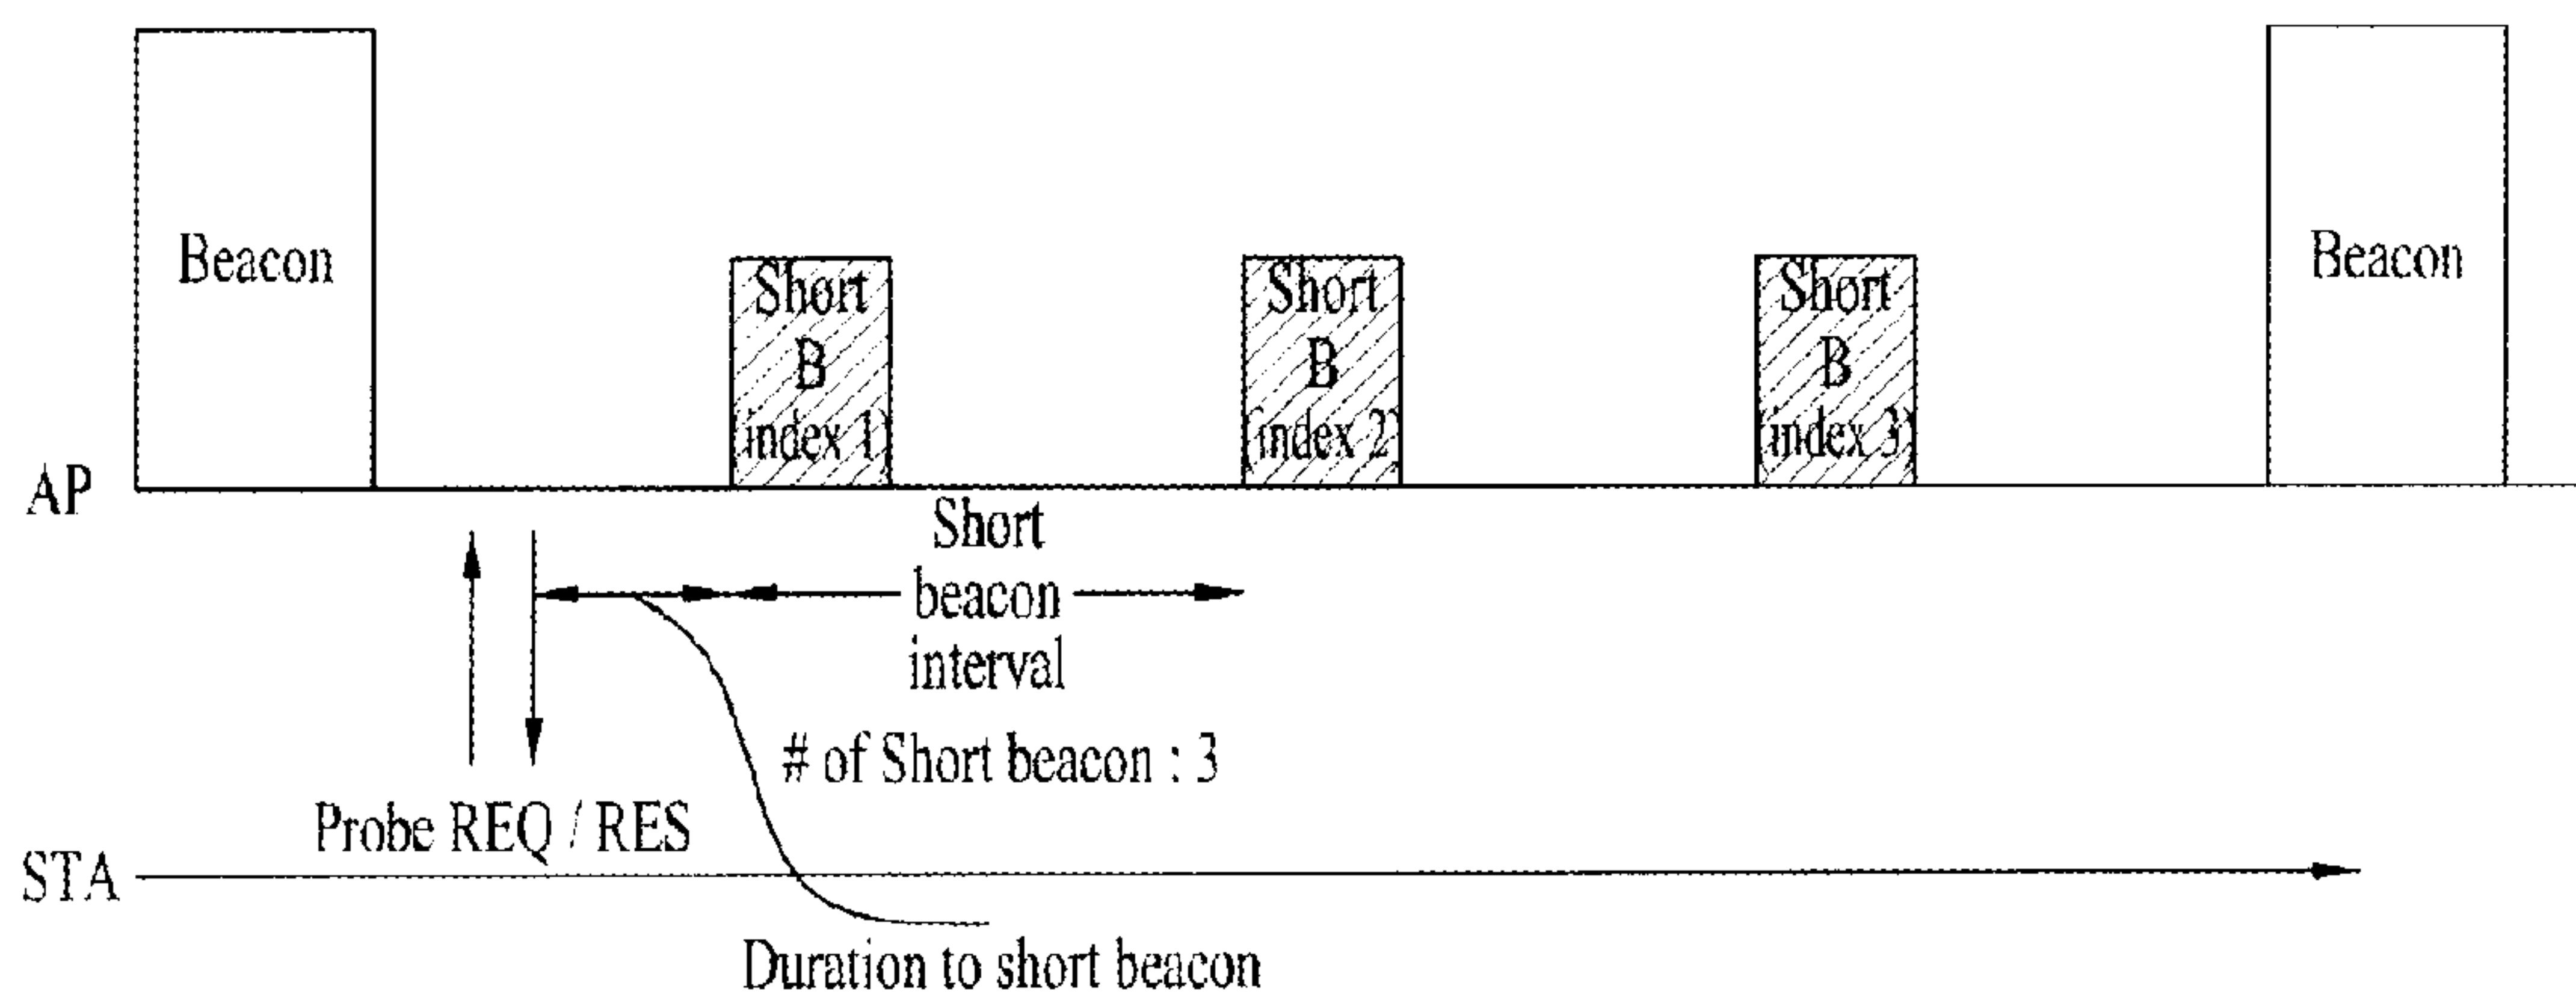 Beacon
Short
B
(index 1)
Short
B
(index 2)
Short
B
(index 3)
Beacon
AP
Short
beacon
interval
# of Short beacon : 3
Probe REQ / RES
STA
Duration to short beacon